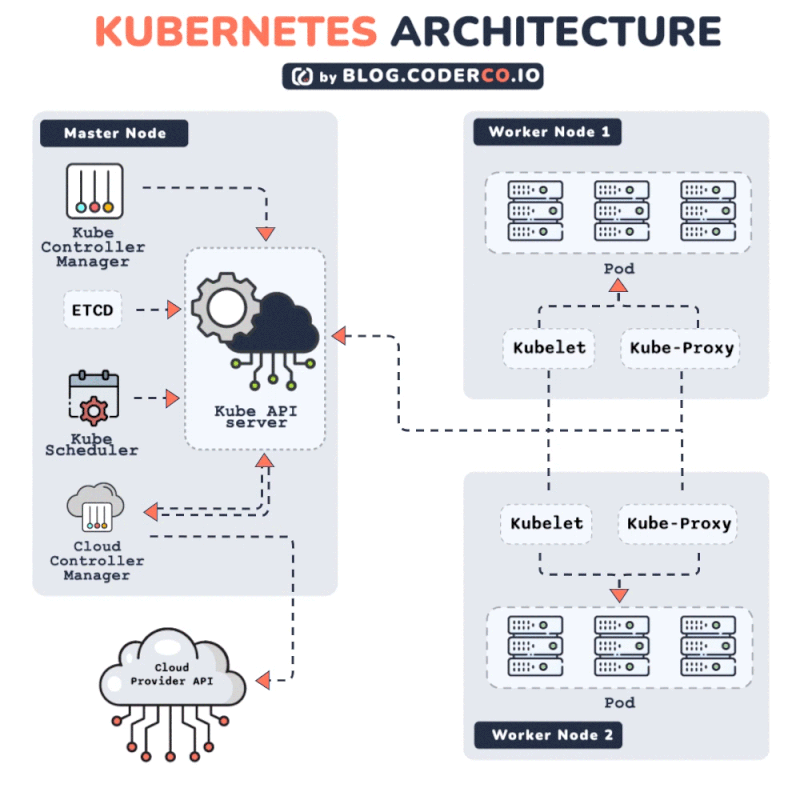 KUBERNETES ARCHITECTURE
by BLOG.CODERCO.IO
Master Node
Kube
Controller
Manager
ETCD
Kube
Scheduler
Kube API
server
Cloud
Controller
Manager
Cloud
Provider API
Worker Node 1
Pod
Kubelet
Kube-Proxy
Kubelet
Kube-Proxy
Pod
Worker Node 2